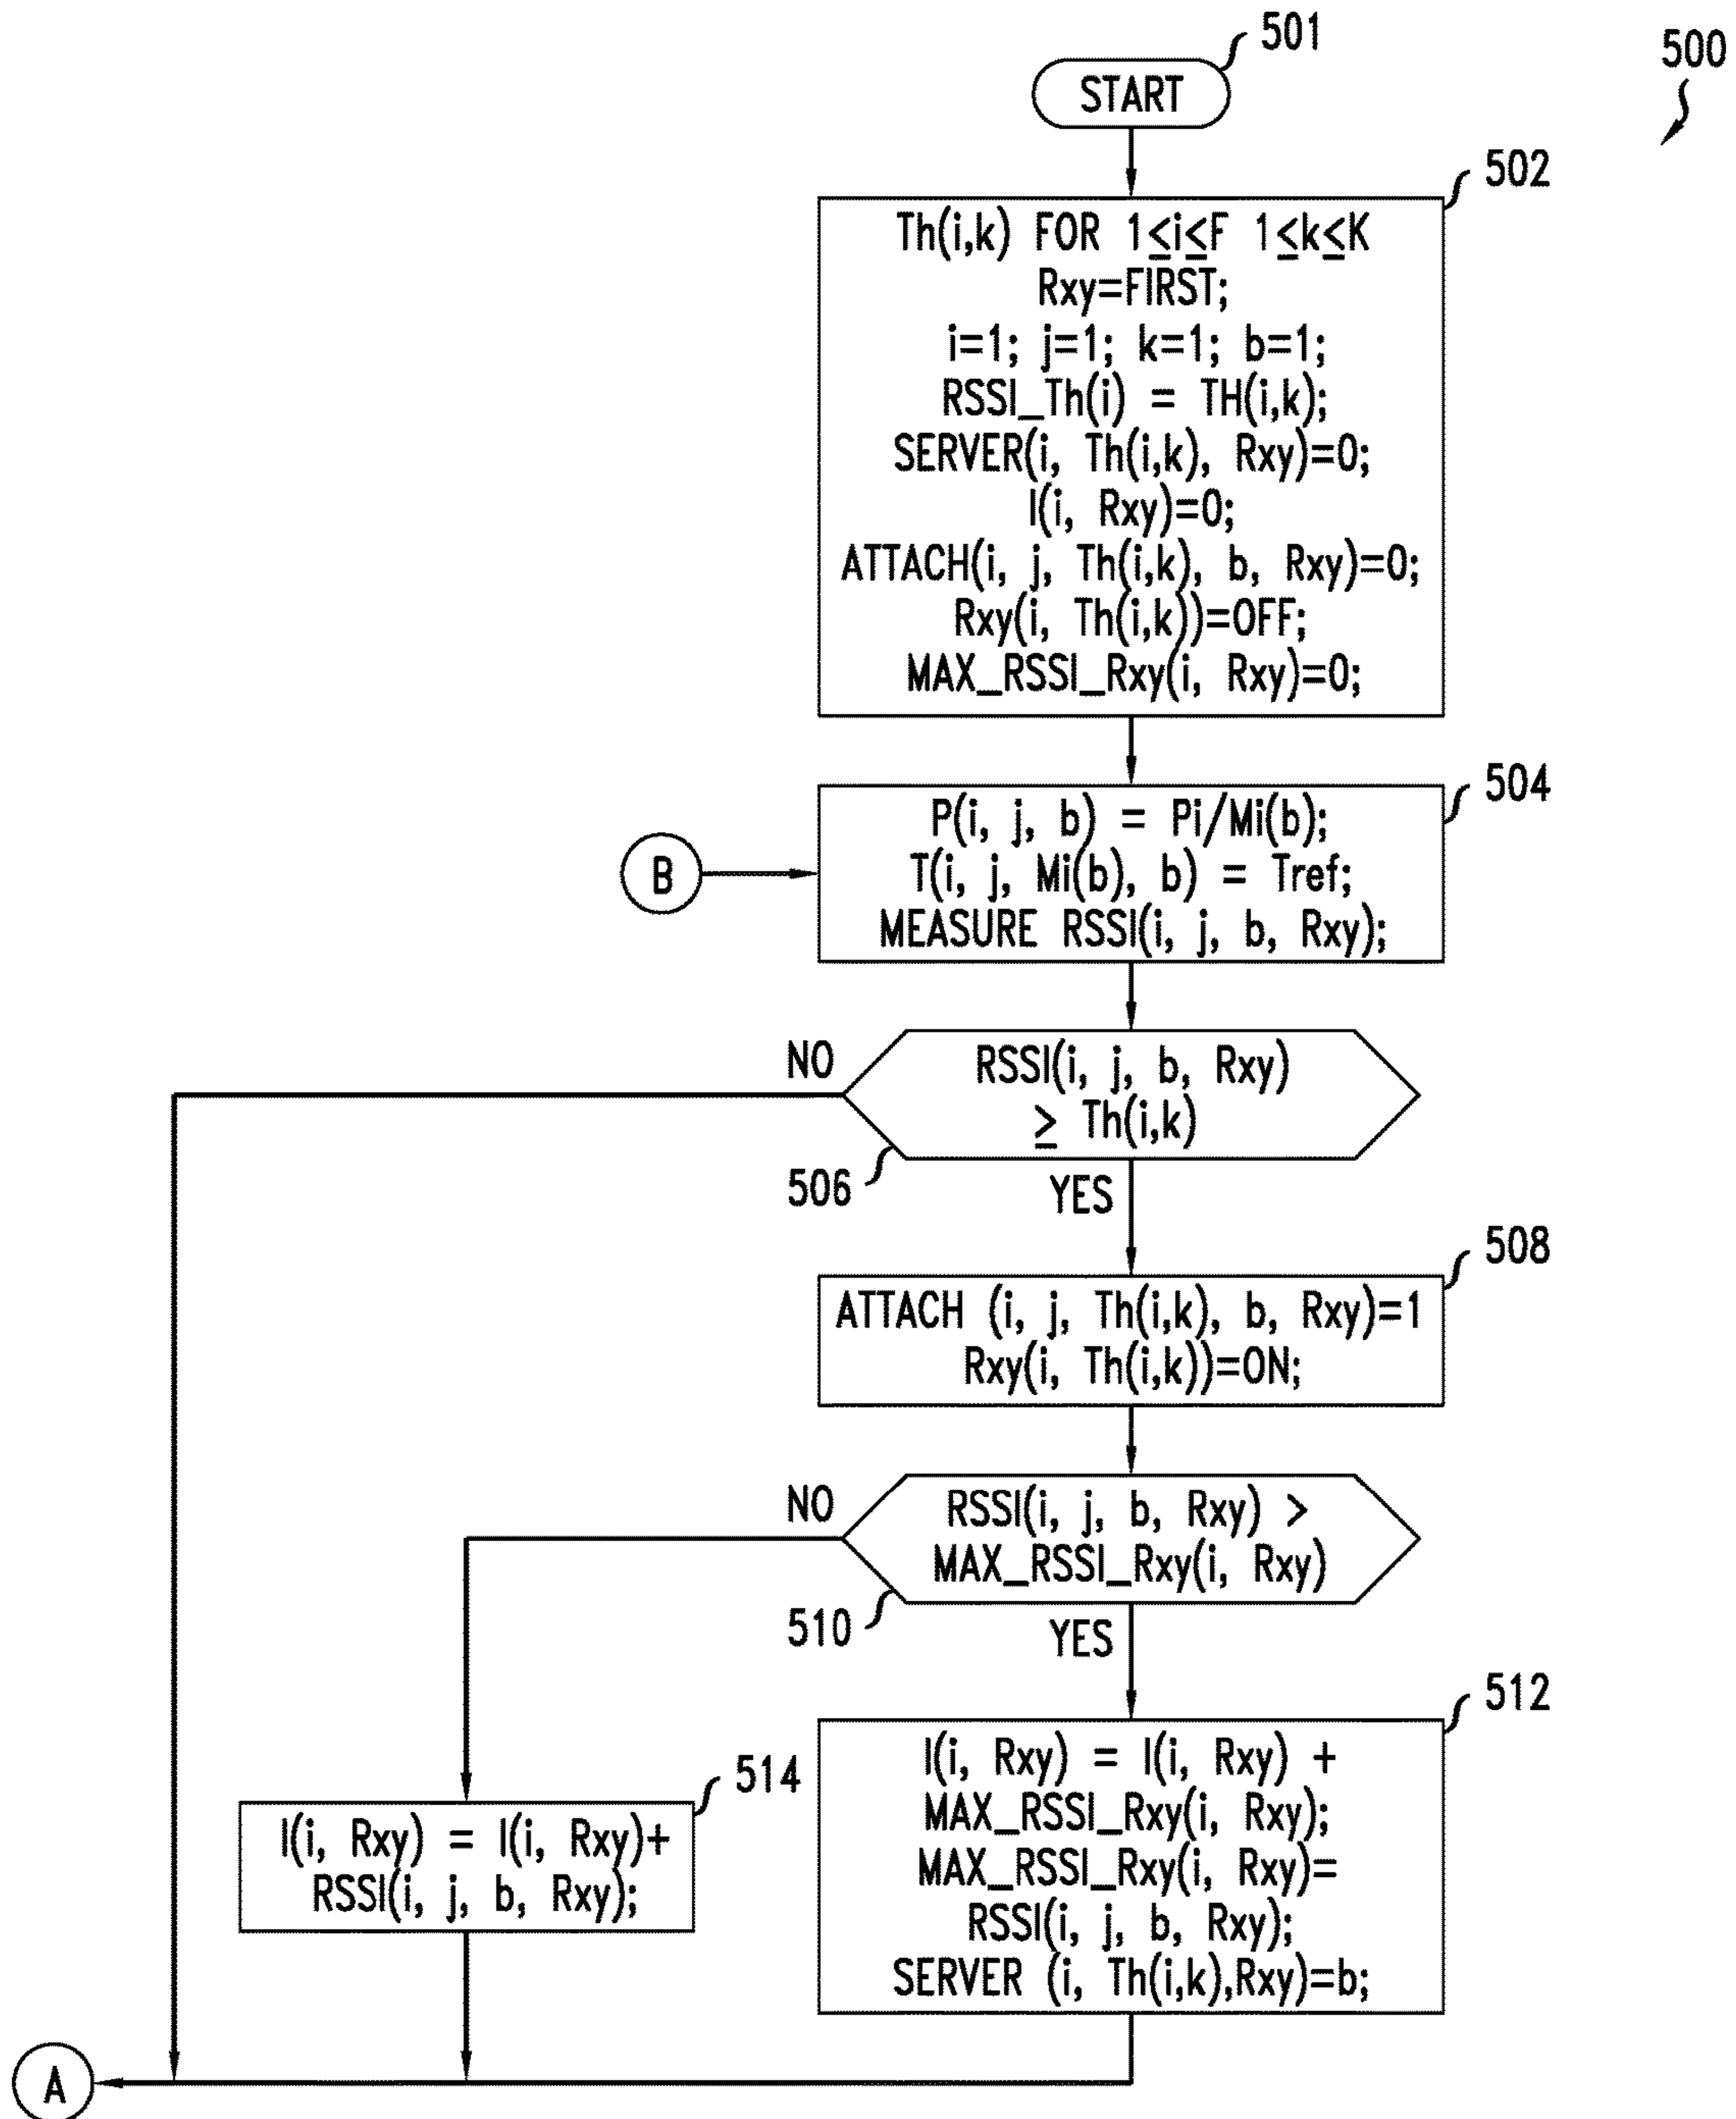 501
500
START
502
Th(i,k) FOR 1≤i≤F 1≤k≤K
Rxy=FIRST;
i=1; j=1; k=1; b=1;
RSSI_Th(i) = TH(i,k);
SERVER(i, Th(i,k), Rxy)=0;
I(i, Rxy)=0;
ATTACH(i, j, Th(i,k), b, Rxy)=0;
Rxy(i, Th(i,k))=OFF;
MAX_RSSI_Rxy(i, Rxy)=0;
504
P(i, j, b) = Pi/Mi(b);
T(i, j, Mi(b), b) = Tref;
MEASURE RSSI(i, j, b, Rxy);
B
NO
RSSI(i, j, b, Rxy)
≥ Th(i,k)
506
YES
508
ATTACH (i, j, Th(i,k), b, Rxy)=1
Rxy(i, Th(i,k))=ON;
NO
RSSI(i, j, b, Rxy) >
MAX_RSSI_Rxy(i, Rxy)
510
YES
512
I(i, Rxy) = I(i, Rxy) +
MAX_RSSI_Rxy(i, Rxy);
MAX_RSSI_Rxy(i, Rxy)=
RSSI(i, j, b, Rxy);
SERVER (i, Th(i,k),Rxy)=b;
514
I(i, Rxy) = I(i, Rxy)+
RSSI(i, j, b, Rxy);
A